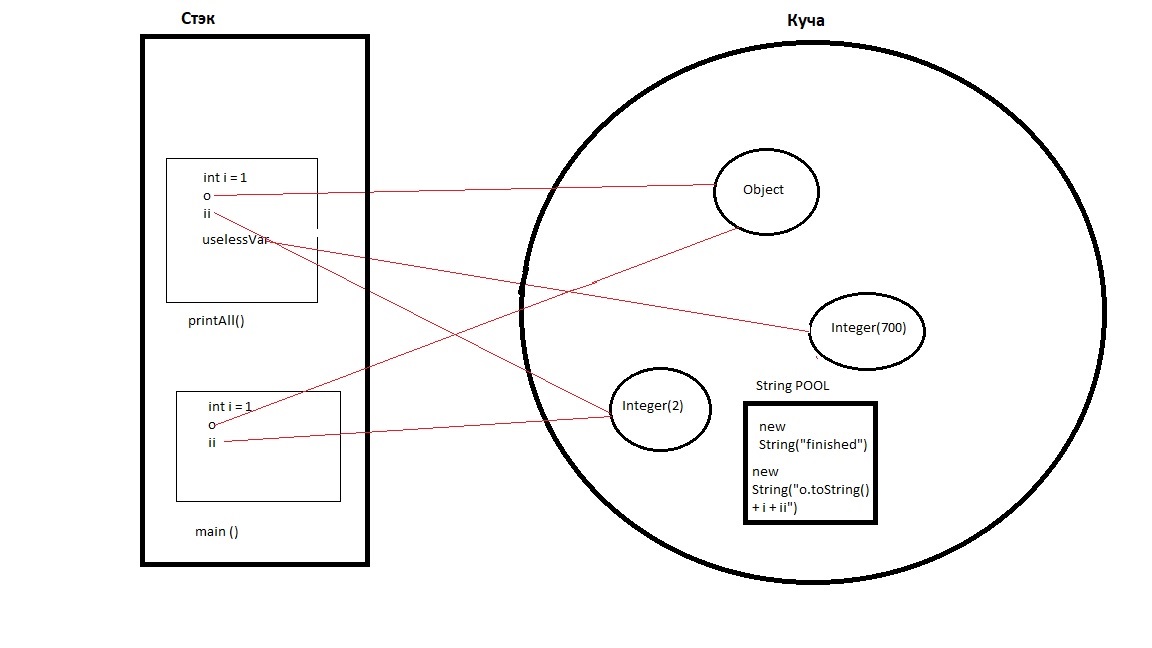 Стэк
Куча
int i = 1
o
ii
uselessVar
printAll()
int i = 1
o
ii
main ()
Object
Integer(700)
Integer(2)
String POOL
new
String("finished")
new
String("o.toString()
+ i + ii")